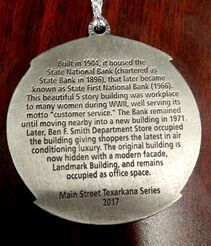 Built in 1904, it housed the
State National Bank (chartered as
State Bank in 1896), that later became
known as State First National Bank (1966).
This beautiful 5 story building was workplace
to many women during WWII, well serving its
motto "customer service." The Bank remained
until moving nearby into a new building in 1971.
Later, Ben F. Smith Department Store occupied
the building giving shoppers the latest in air
conditioning luxury. The original building is
now hidden with a modern facade,
Landmark Building, and remains
occupied as office space.
Main Street Texarkana Series
2017